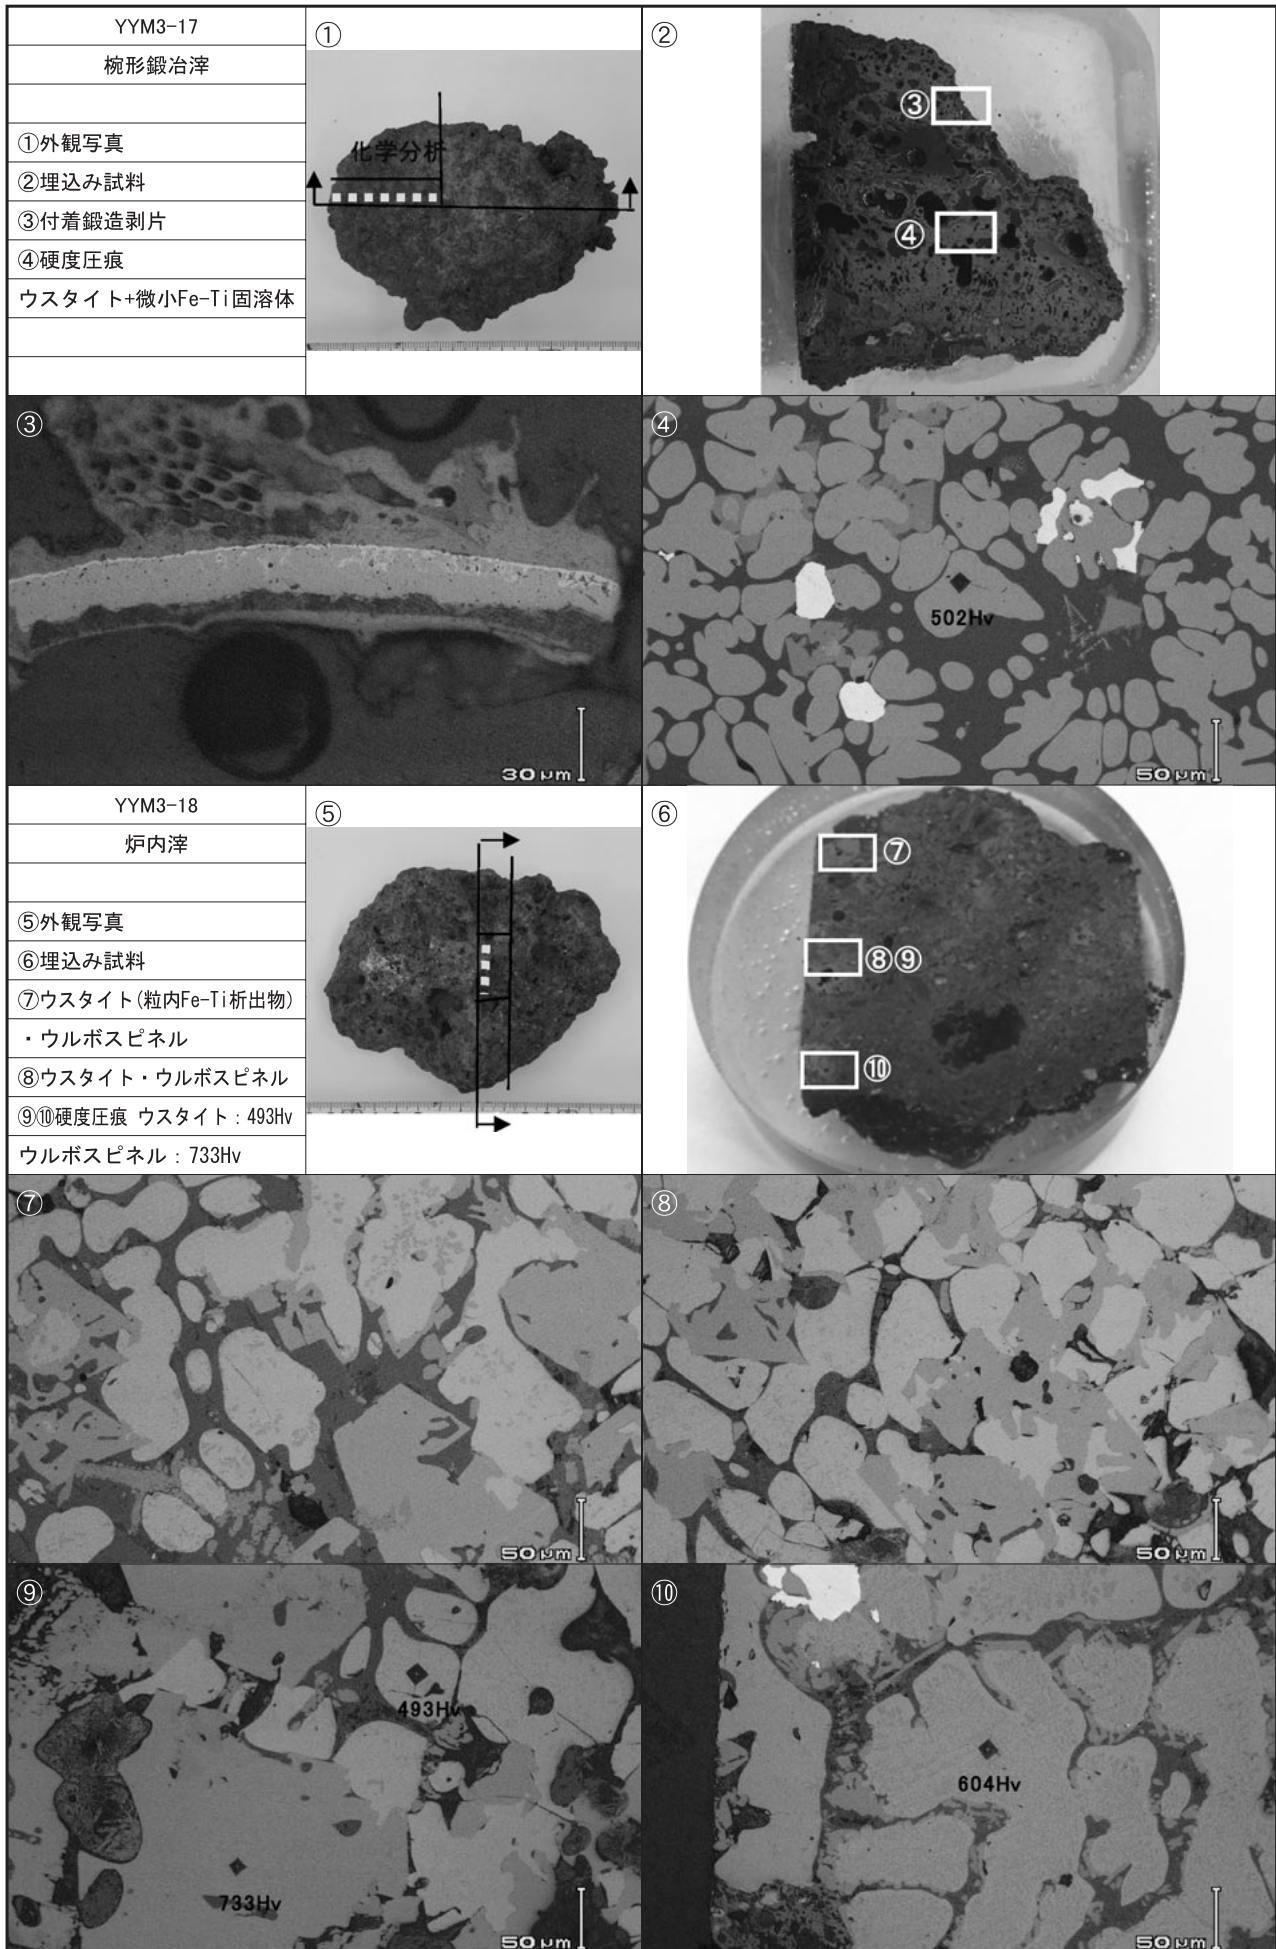 YYM3-17
椀形鍛冶滓
①外観写真
②埋込み試料
③付着鍛造剥片
④硬度圧痕
ウスタイト+微小Fe-Ti固溶体
①
化学分析
②
③
④
③
30μm
④
502Hv
50μm
YYM3-18
炉内滓
⑤外観写真
⑥埋込み試料
⑦ウスタイト(粒内Fe-Ti析出物)
・ウルボスピネル
⑧ウスタイト・ウルボスピネル
⑨⑩硬度圧痕 ウスタイト：493Hv
ウルボスピネル：733Hv
⑤
⑥
⑦
⑧⑨
⑩
⑦
50μm
⑧
50μm
⑨
493Hv
733Hv
50μm
⑩
604Hv
50μm